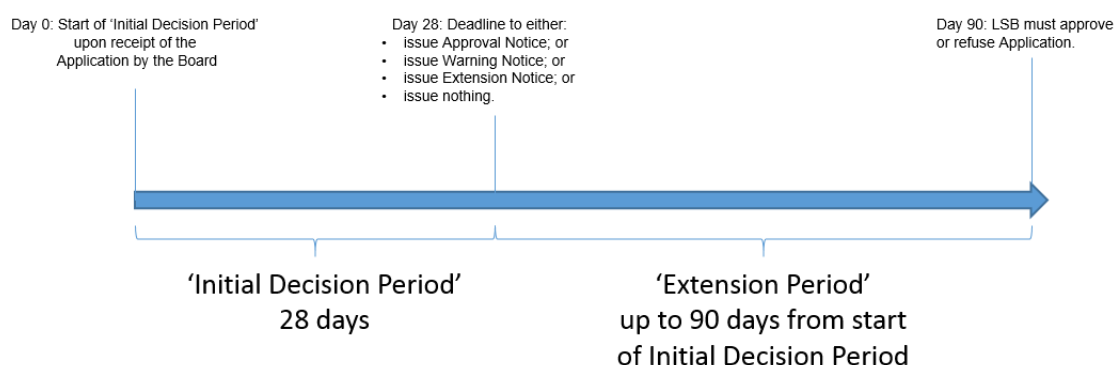 Day 0: Start of ‘Initial Decision Period’
upon receipt of the
Application by the Board
Day 28: Deadline to either:
• issue Approval Notice; or
• issue Warning Notice; or
• issue Extension Notice; or
• issue nothing.
Day 90: LSB must approve
or refuse Application.
‘Initial Decision Period’
28 days
‘Extension Period’
up to 90 days from start
of Initial Decision Period